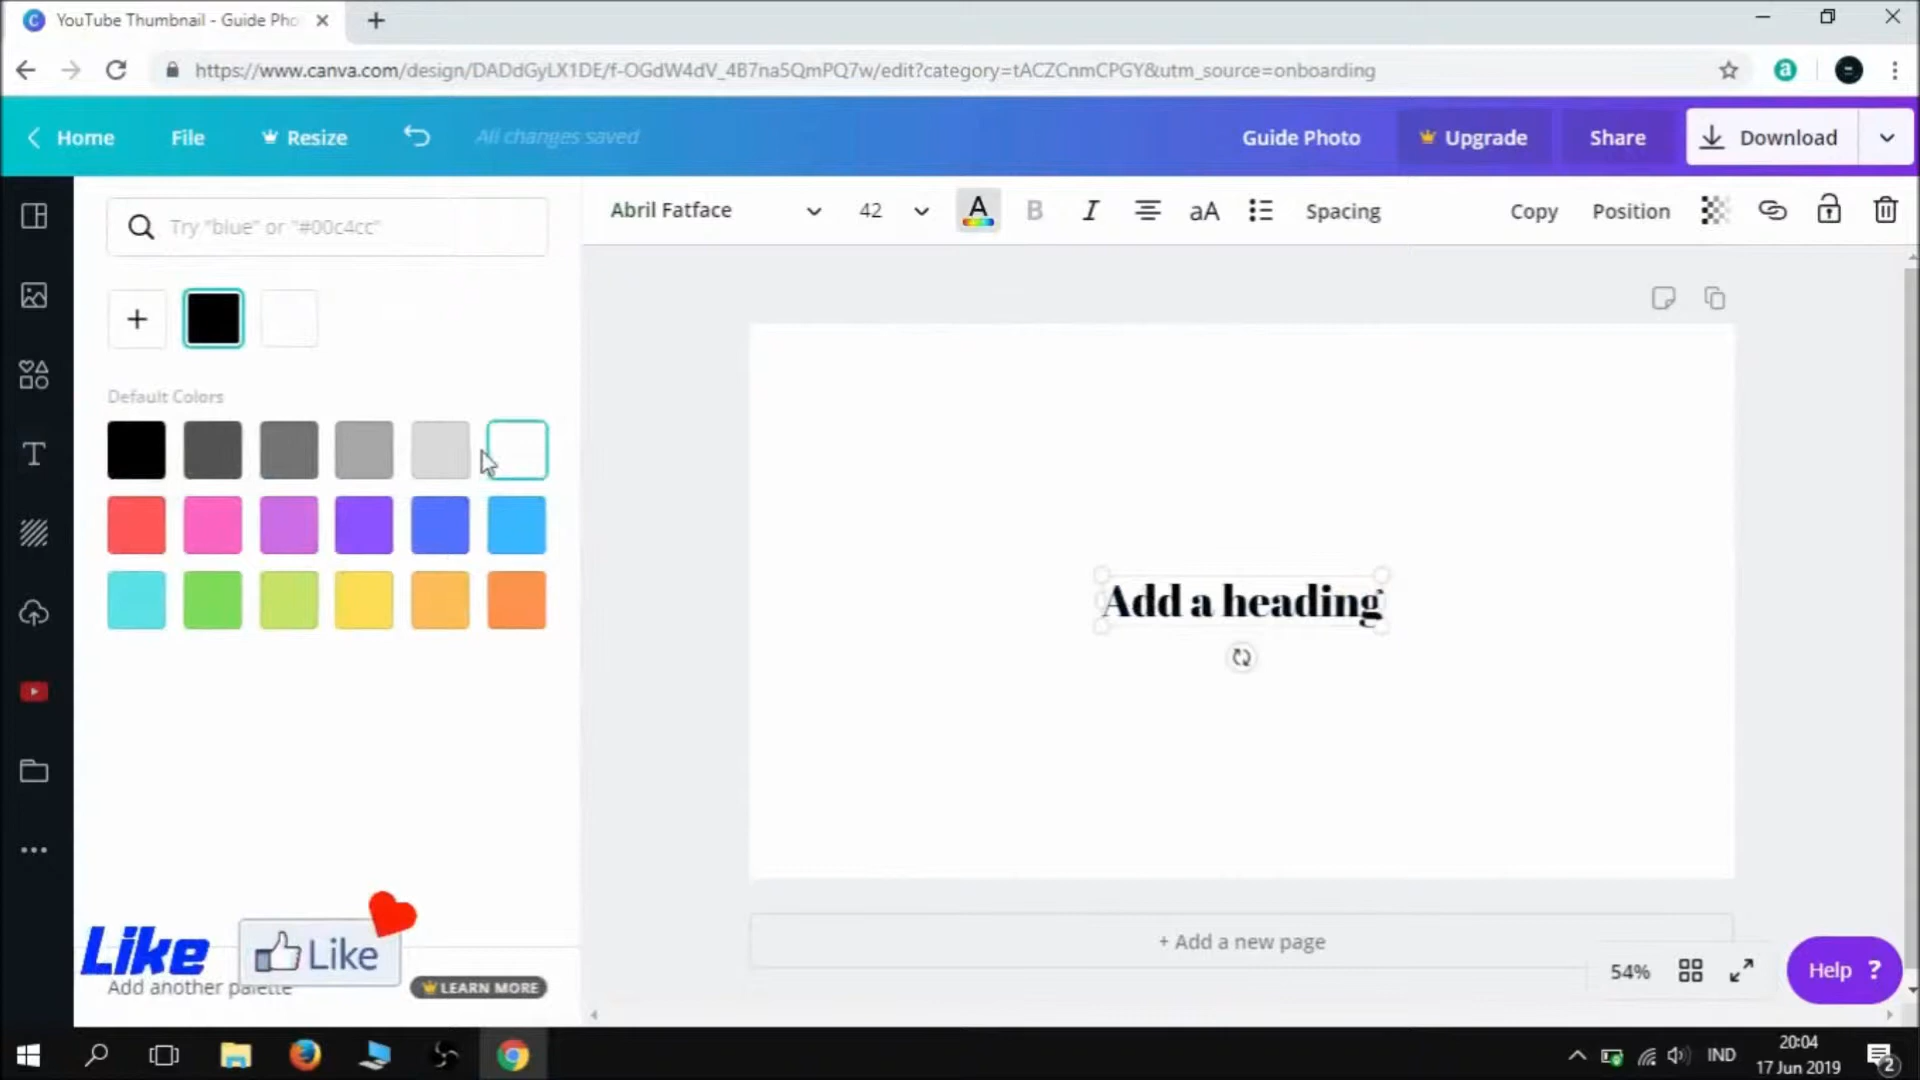 YouTube Thumbnail - Guide Pho
https://www.canva.com/design/DADdGyLX1DE/f-OGdW4dV_4B7na5QmPQ7w/edit?category=tACZCnmCPGY&utm_source=onboarding
Home File Resize All changes saved Guide Photo Upgrade Share Download
Try "blue" or "#00c4cc"
Abril Fatface 42 A B I aA Spacing Copy Position
Default Colors
Add a heading
+ Add a new page
Like Like
Add another palette LEARN MORE
54% Help ?
IND
20:04
17 Jun 2019
2